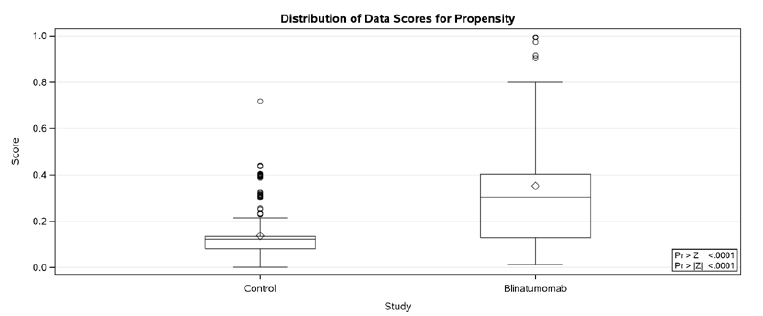 Distribution of Data Scores for Propensity
1.0
0.8
0.6
0.4
0.2
0.0
Score
Control
Blinatumomab
Study
Pr > Z <.0001
Pr > |Z| <.0001